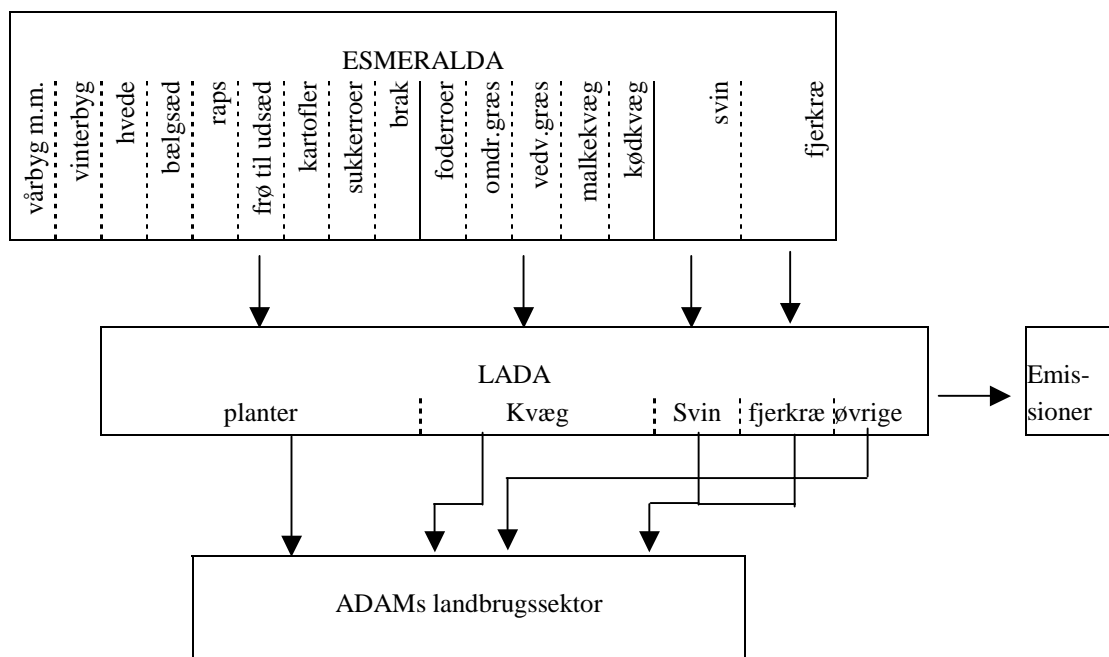 ESMERALDA
vårbyg m.m.
vinterbyg
hvede
bælgsæd
raps
frø til udsæd
kartofler
sukkerroer
brak
foderroer
omdr.græs
vedv.græs
malkekvæg
kødkvæg
svin
fjerkræ
LADA
planter Kvæg Svin fjerkræ øvrige
Emis-
sioner
ADAMs landbrugssektor